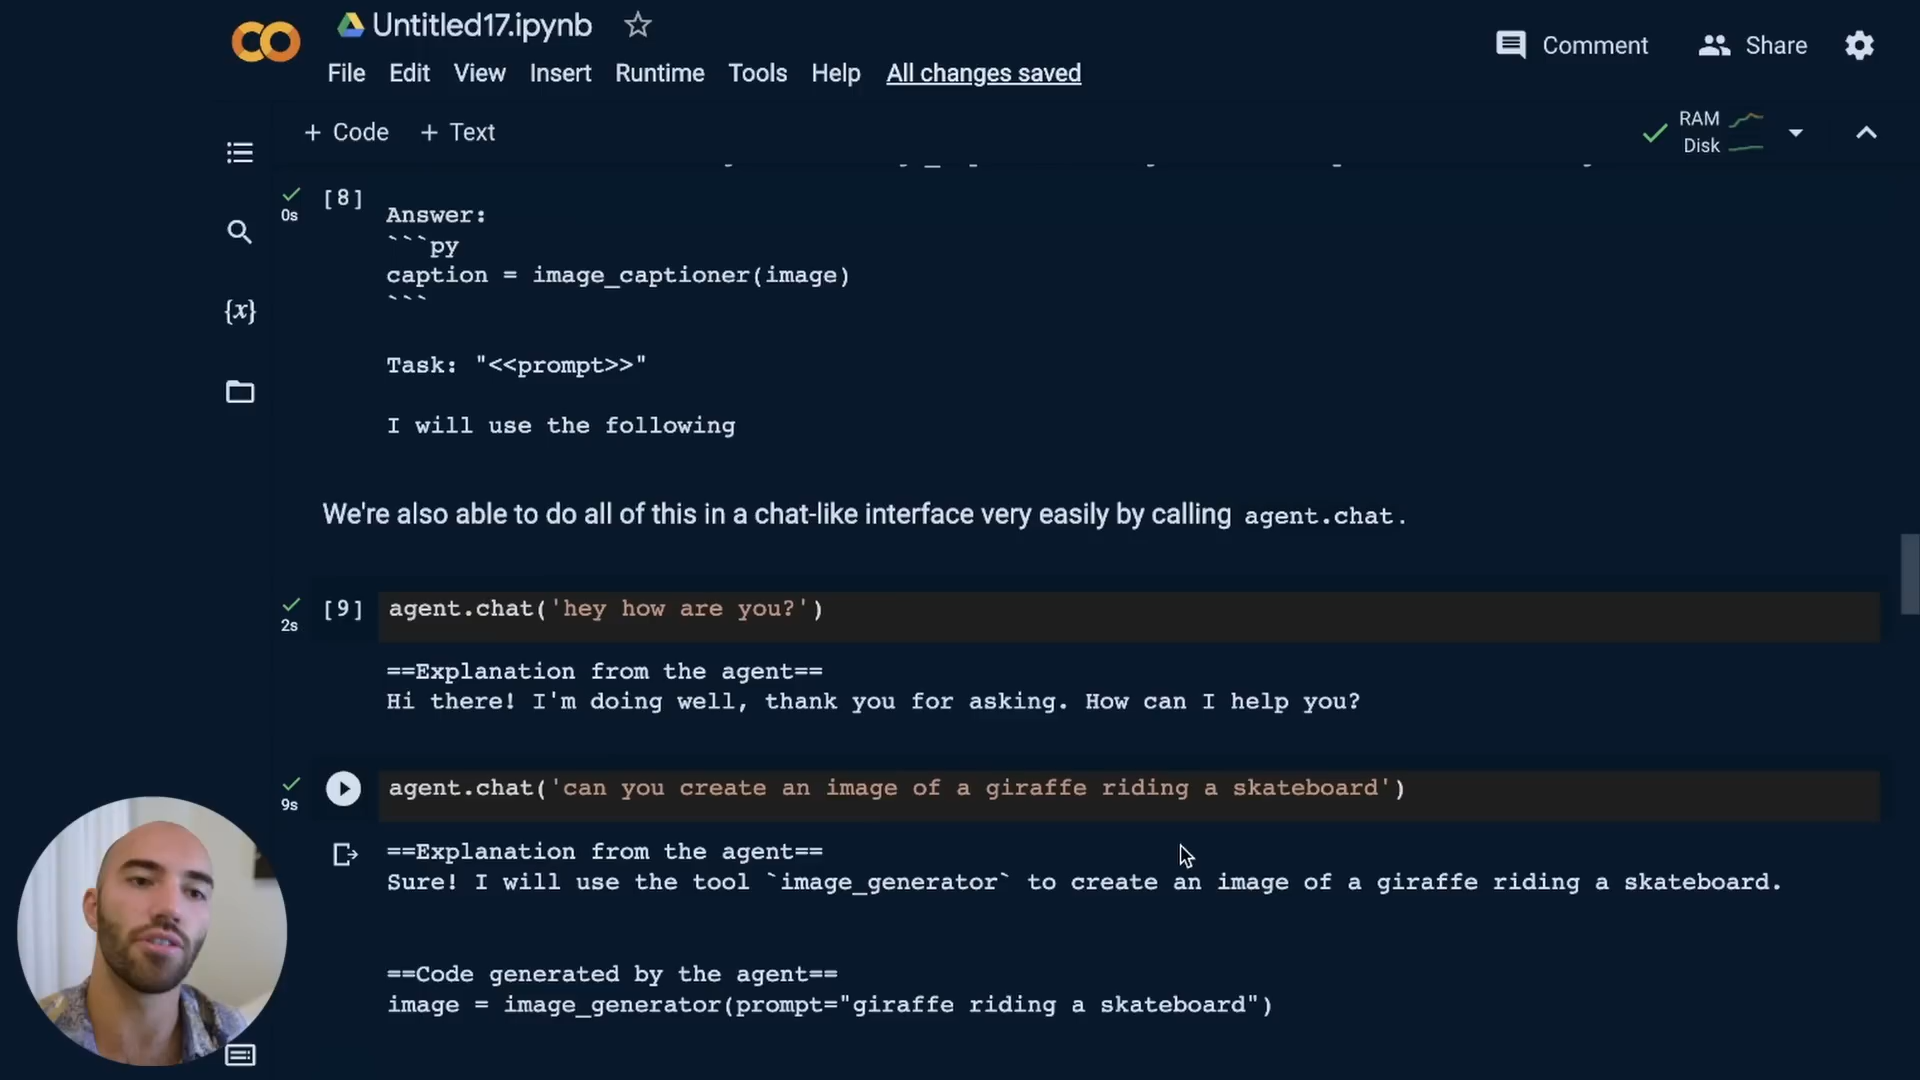 Untitled17.ipynb
Comment
Share
File Edit View Insert Runtime Tools Help All changes saved
+ Code + Text
RAM
Disk
0s
[8]
Answer:
```py
caption = image_captioner(image)
```
Task: "<<prompt>>"
I will use the following
We're also able to do all of this in a chat-like interface very easily by calling agent.chat.
2s
[9] agent.chat('hey how are you?')
==Explanation from the agent==
Hi there! I'm doing well, thank you for asking. How can I help you?
9s
agent.chat('can you create an image of a giraffe riding a skateboard')
==Explanation from the agent==
Sure! I will use the tool `image_generator` to create an image of a giraffe riding a skateboard.
==Code generated by the agent==
image = image_generator(prompt="giraffe riding a skateboard")
{x}